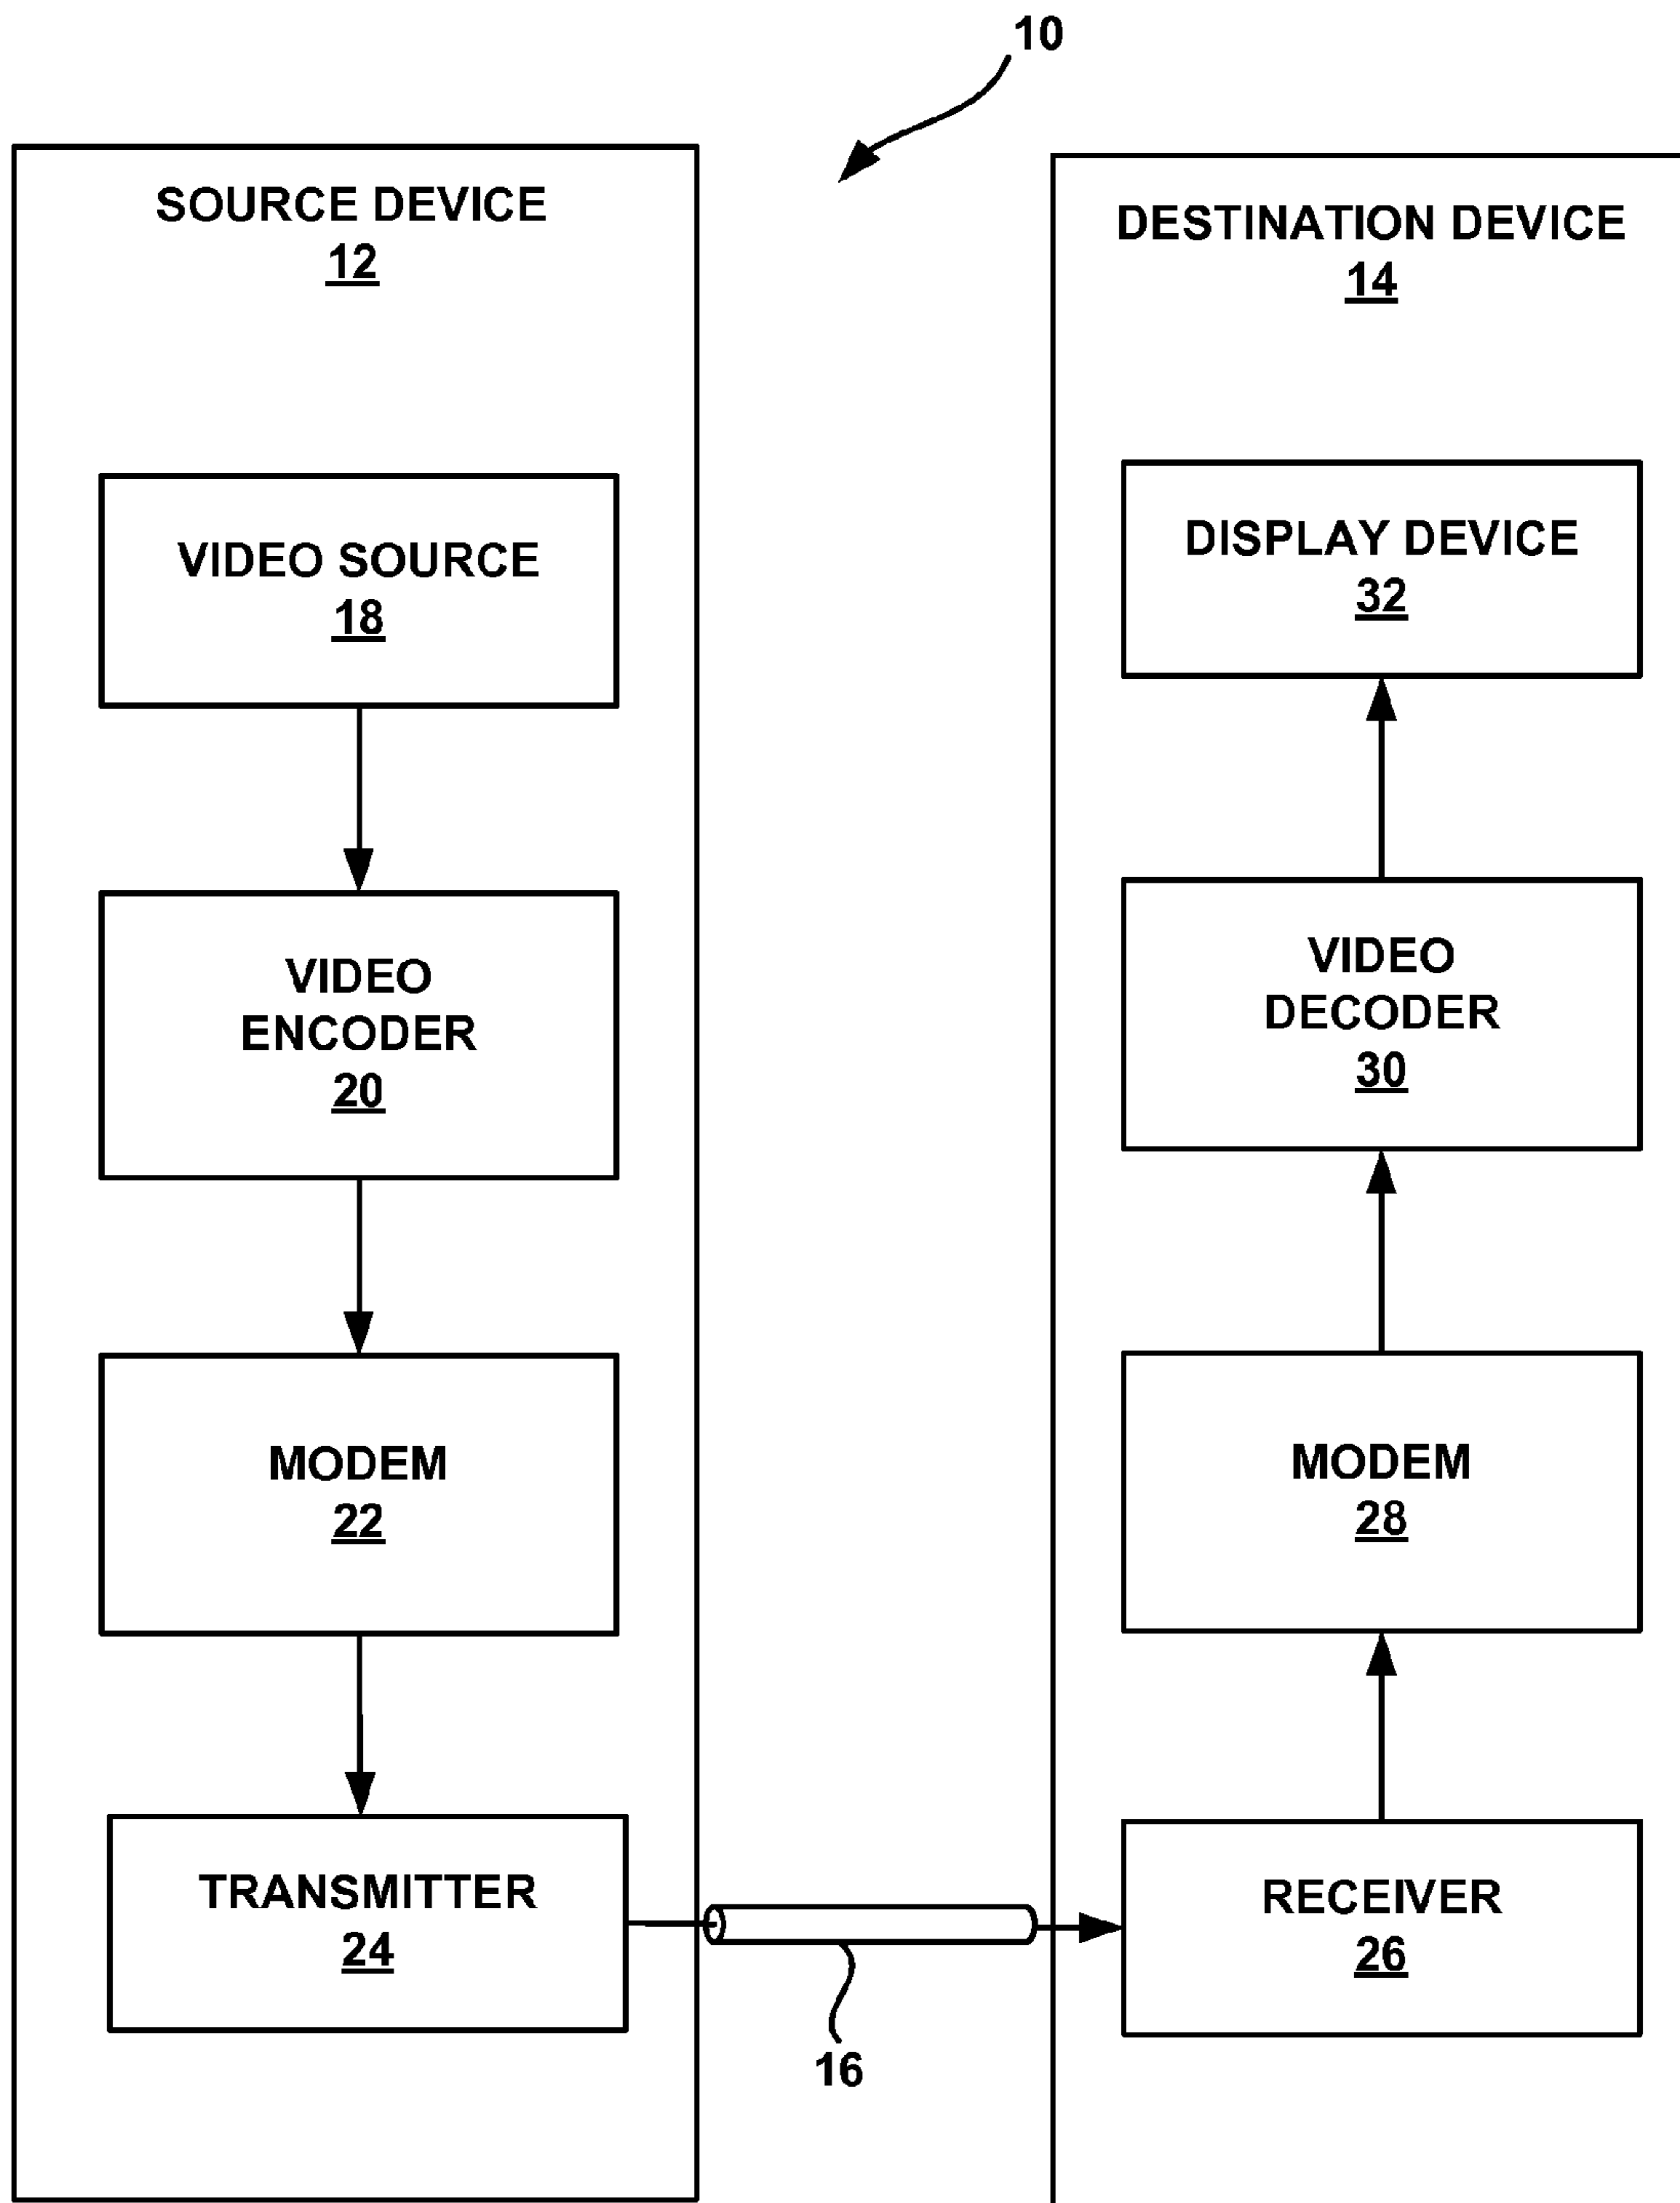 10
SOURCE DEVICE
12
VIDEO SOURCE
18
VIDEO
ENCODER
20
MODEM
22
TRANSMITTER
24
16
DESTINATION DEVICE
14
DISPLAY DEVICE
32
VIDEO
DECODER
30
MODEM
28
RECEIVER
26